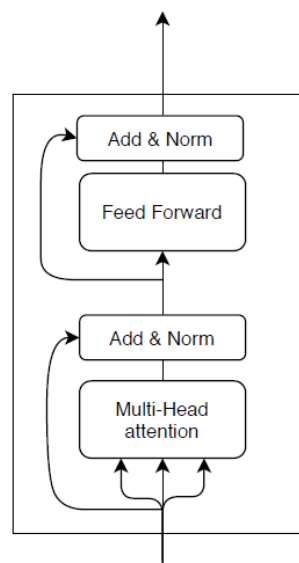 Add & Norm
Feed Forward
Add & Norm
Multi-Head
attention